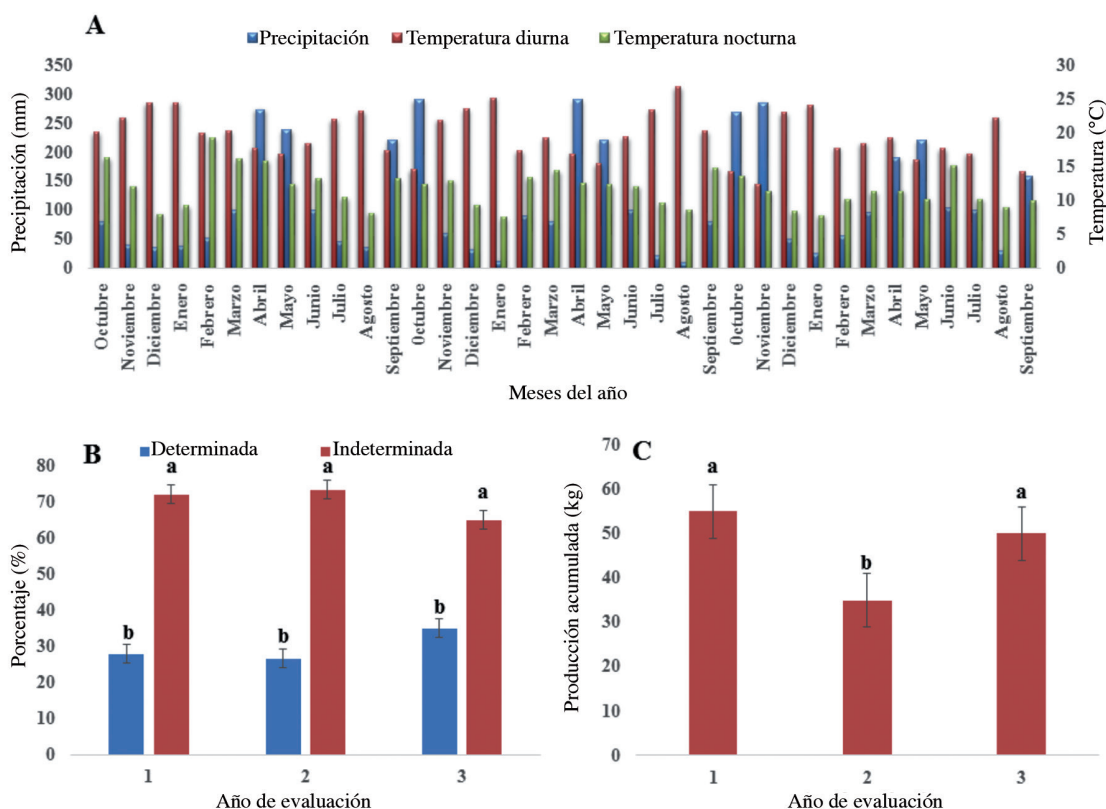 A
Precipitación Temperatura diurna Temperatura nocturna
Precipitación (mm)
350
300
250
200
150
100
50
0
Temperatura (°C)
30
25
20
15
10
5
0
Octubre
Noviembre
Diciembre
Enero
Febrero
Marzo
Abril
Mayo
Junio
Julio
Agosto
Septiembre
0ctubre
Noviembre
Diciembre
Enero
Febrero
Marzo
Abril
Mayo
Junio
Julio
Agosto
Septiembre
0ctubre
Noviembre
Diciembre
Enero
Febrero
Marzo
Abril
Mayo
Junio
Julio
Agosto
Septiembre
Meses del año
B
Determinada Indeterminada
Porcentaje (%)
80
70
60
50
40
30
20
10
0
a
a
a
b
b
b
1 2 3
Año de evaluación
C
Producción acumulada (kg)
70
60
50
40
30
20
10
0
a
b
a
1 2 3
Año de evaluación